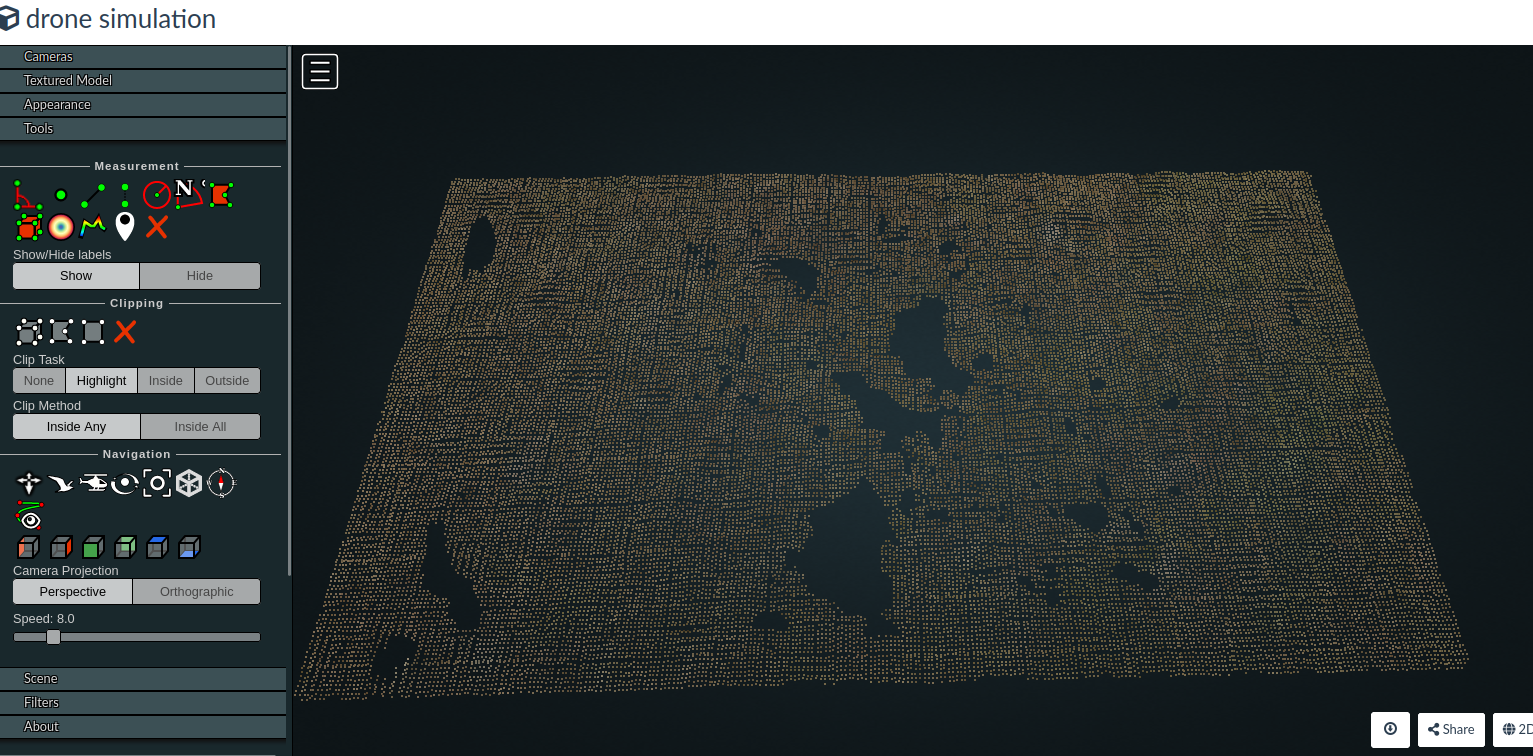 drone simulation
Cameras
Textured Model
Appearance
Tools
Measurement
N
Show/Hide labels
Show Hide
Clipping
Clip Task
None Highlight Inside Outside
Clip Method
Inside Any Inside All
Navigation
N
W E
S
Camera Projection
Perspective Orthographic
Speed: 8.0
Scene
Filters
About
Share 2D